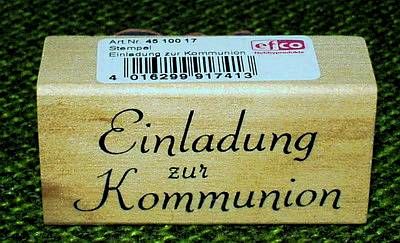 Art.Nr. 45 100 17
Stempel
Einladung zur Kommunion
efco
Hobbyprodukte
4 016299 917413
Einladung
zur
Kommunion